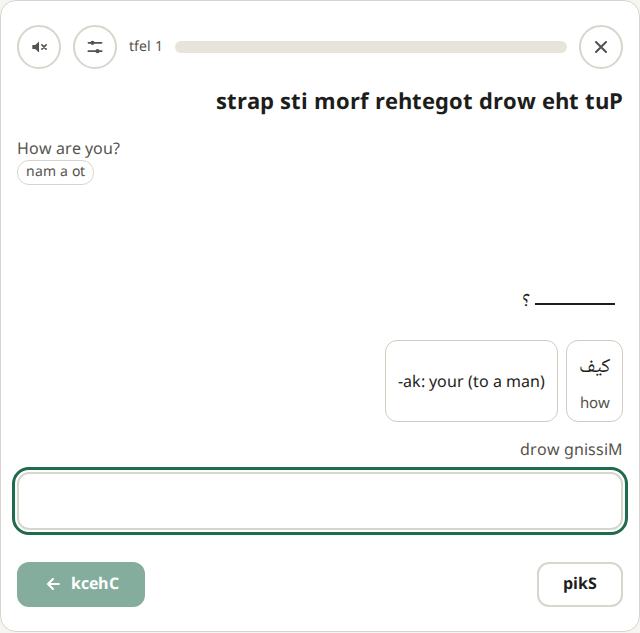 tfel 1
strap sti morf rehtegot drow eht tuP
How are you?
nam a ot
______ ؟
كيف
how
-ak: your (to a man)
drow gnissiM
kcehC
pikS